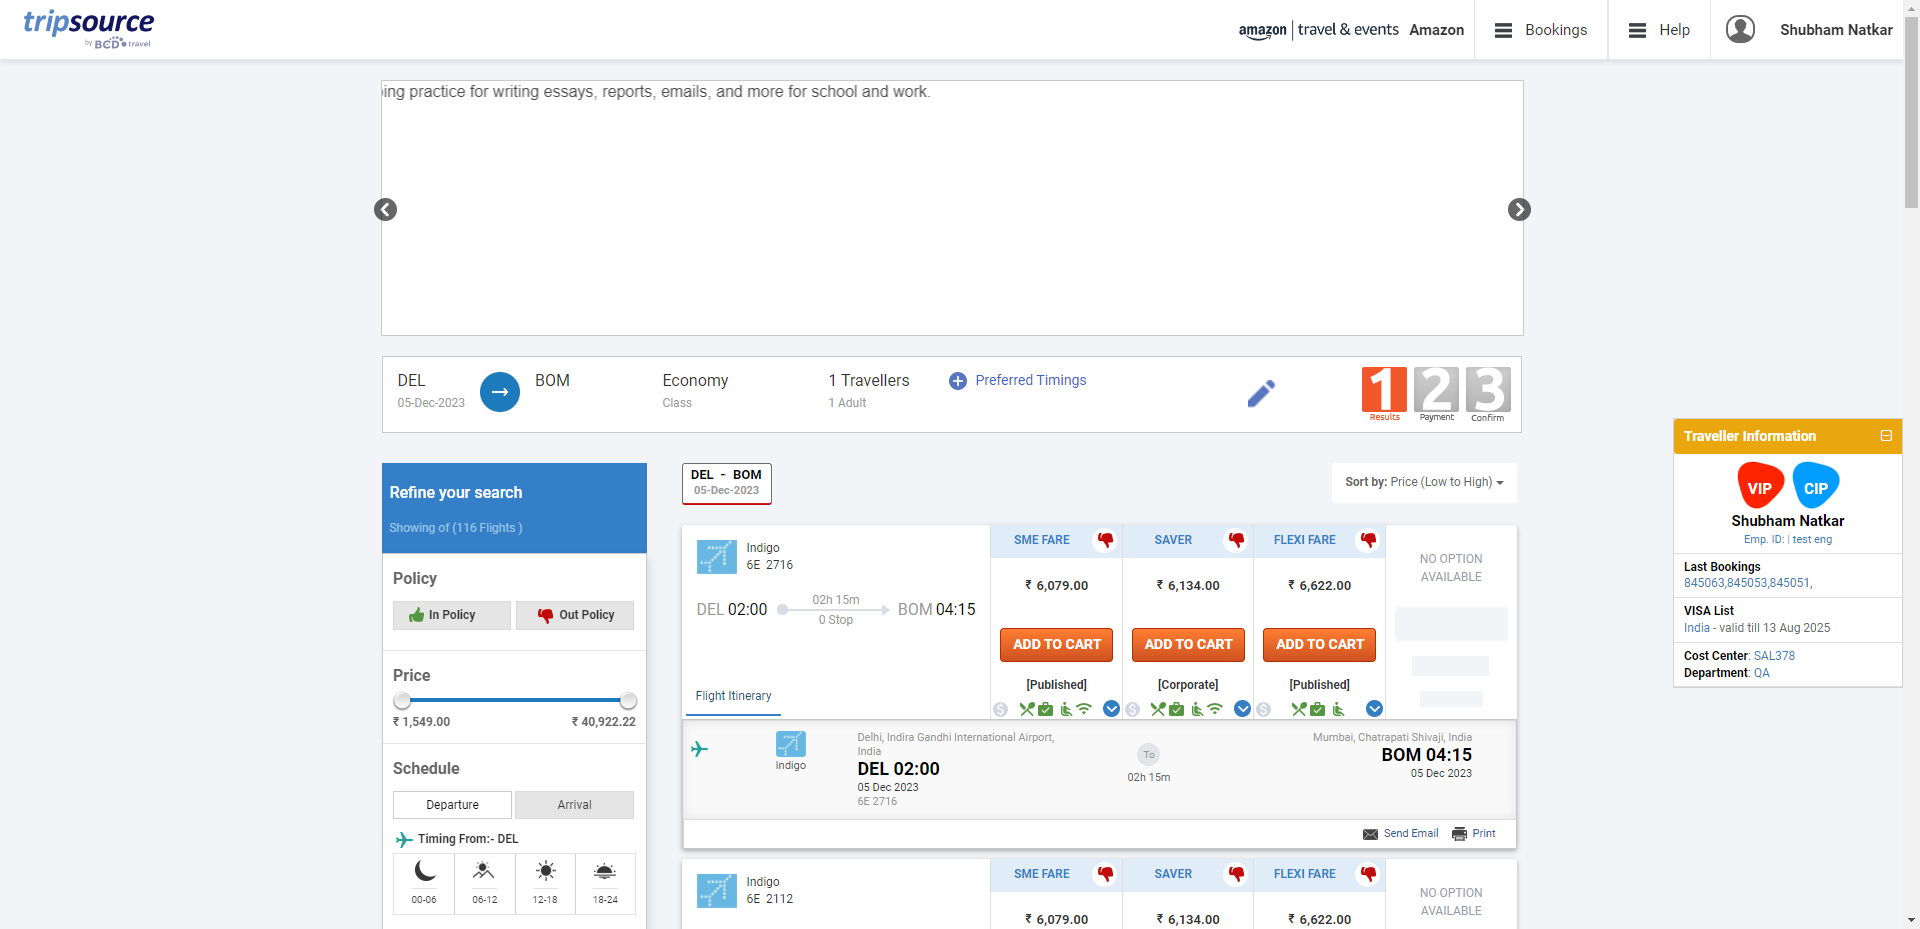 tripsource
by BCD travel
amazon | travel & events Amazon
Bookings
Help
Shubham Natkar
ing practice for writing essays, reports, emails, and more for school and work.
DEL
05-Dec-2023
BOM
Economy
Class
1 Travellers
1 Adult
Preferred Timings
1 Results
2 Payment
3 Confirm
Traveller Information
VIP CIP
Shubham Natkar
Emp. ID: | test eng
Last Bookings
845063,845053,845051,
VISA List
India - valid till 13 Aug 2025
Cost Center: SAL378
Department: QA
Refine your search
Showing of (116 Flights )
Policy
In Policy Out Policy
Price
₹ 1,549.00 ₹ 40,922.22
Schedule
Departure Arrival
Timing From:- DEL
00-06 06-12 12-18 18-24
DEL - BOM
05-Dec-2023
Sort by: Price (Low to High)
Indigo
6E 2716
DEL 02:00
02h 15m
0 Stop
BOM 04:15
Flight Itinerary
SME FARE SAVER FLEXI FARE
₹ 6,079.00 ₹ 6,134.00 ₹ 6,622.00
ADD TO CART ADD TO CART ADD TO CART
[Published] [Corporate] [Published]
NO OPTION
AVAILABLE
Indigo
Delhi, Indira Gandhi International Airport,
India
DEL 02:00
05 Dec 2023
6E 2716
To
02h 15m
Mumbai, Chatrapati Shivaji, India
BOM 04:15
05 Dec 2023
Send Email Print
Indigo
6E 2112
SME FARE SAVER FLEXI FARE
₹ 6,079.00 ₹ 6,134.00 ₹ 6,622.00
NO OPTION
AVAILABLE